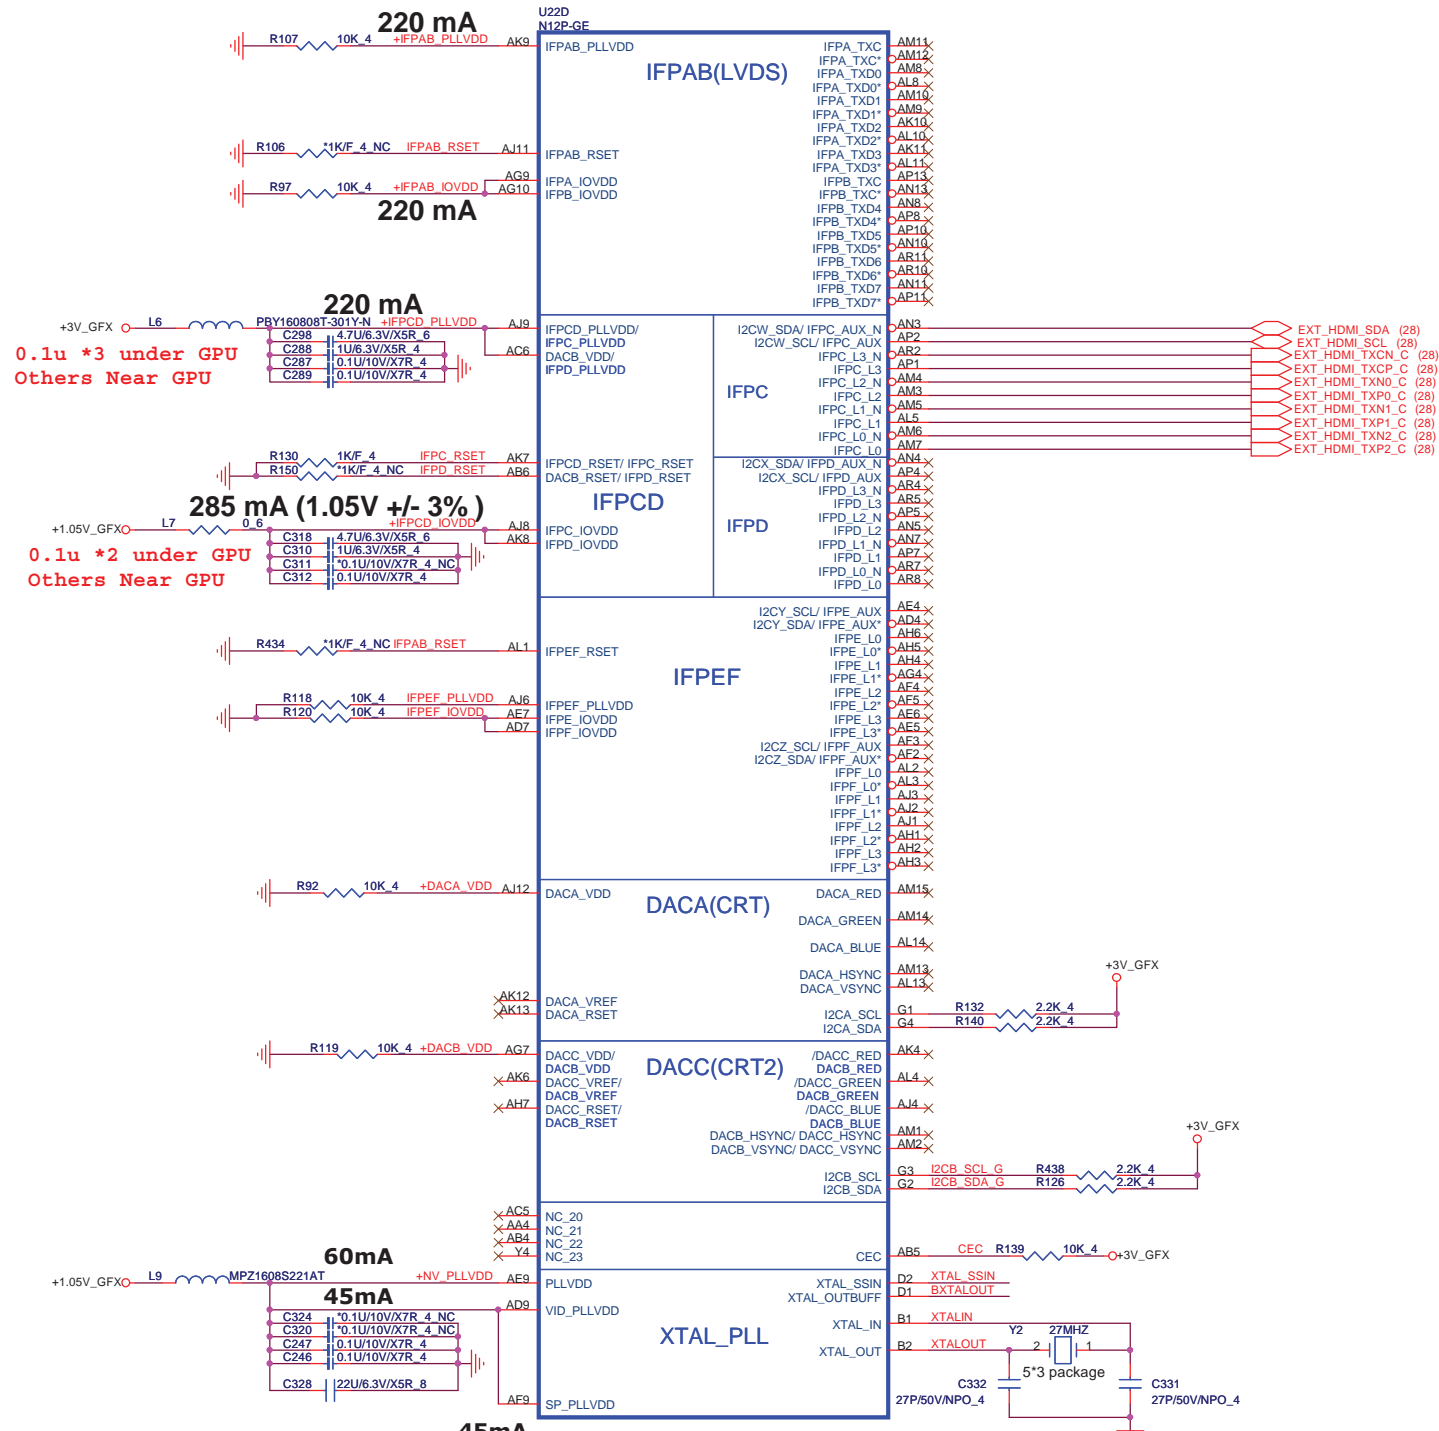 U22D
N12P-GE
220 mA
R107 10K_4 +IFPAB_PLLVDD AK9 IFPAB_PLLVDD
IFPAB(LVDS)
R106 *1K/F_4_NC IFPAB_RSET AJ11 IFPAB_RSET
R97 10K_4 +IFPAB_IOVDD AG9 IFPA_IOVDD
AG10 IFPB_IOVDD
220 mA
IFPA_TXC AM11
IFPA_TXC* AM12
IFPA_TXD0 AM8
IFPA_TXD0* AL8
IFPA_TXD1 AM10
IFPA_TXD1* AM9
IFPA_TXD2 AK10
IFPA_TXD2* AL10
IFPA_TXD3 AK11
IFPA_TXD3* AL11
IFPB_TXC AP13
IFPB_TXC* AN13
IFPB_TXD4 AN8
IFPB_TXD4* AP8
IFPB_TXD5 AP10
IFPB_TXD5* AN10
IFPB_TXD6 AR11
IFPB_TXD6* AR10
IFPB_TXD7 AN11
IFPB_TXD7* AP11
220 mA
+3V_GFX L6 PBY160808T-301Y-N +IFPCD_PLLVDD AJ9 IFPCD_PLLVDD/
IFPC_PLLVDD
AC6 DACB_VDD/
IFPD_PLLVDD
C298 4.7U/6.3V/X5R_6
C288 1U/6.3V/X5R_4
C287 0.1U/10V/X7R_4
C289 0.1U/10V/X7R_4
0.1u *3 under GPU
Others Near GPU
R130 1K/F_4 IFPC_RSET AK7 IFPCD_RSET/ IFPC_RSET
R150 *1K/F_4_NC IFPD_RSET AB6 DACB_RSET/ IFPD_RSET
IFPCD
285 mA (1.05V +/- 3% )
+1.05V_GFX L7 0_6 +IFPCD_IOVDD AJ8 IFPC_IOVDD
AK8 IFPD_IOVDD
C318 4.7U/6.3V/X5R_6
C310 1U/6.3V/X5R_4
C311 *0.1U/10V/X7R_4_NC
C312 0.1U/10V/X7R_4
0.1u *2 under GPU
Others Near GPU
IFPC
I2CW_SDA/ IFPC_AUX_N AN3 EXT_HDMI_SDA (28)
I2CW_SCL/ IFPC_AUX AP2 EXT_HDMI_SCL (28)
IFPC_L3_N AR2 EXT_HDMI_TXCN_C (28)
IFPC_L3 AP1 EXT_HDMI_TXCP_C (28)
IFPC_L2_N AM4 EXT_HDMI_TXN0_C (28)
IFPC_L2 AM3 EXT_HDMI_TXP0_C (28)
IFPC_L1_N AM5 EXT_HDMI_TXN1_C (28)
IFPC_L1 AL5 EXT_HDMI_TXP1_C (28)
IFPC_L0_N AM6 EXT_HDMI_TXN2_C (28)
IFPC_L0 AM7 EXT_HDMI_TXP2_C (28)
IFPD
I2CX_SDA/ IFPD_AUX_N AN4
I2CX_SCL/ IFPD_AUX AP4
IFPD_L3_N AR4
IFPD_L3 AR5
IFPD_L2_N AP5
IFPD_L2 AN5
IFPD_L1_N AN7
IFPD_L1 AP7
IFPD_L0_N AR7
IFPD_L0 AR8
R434 *1K/F_4_NC IFPAB_RSET AL1 IFPEF_RSET
IFPEF
R118 10K_4 IFPEF_PLLVDD AJ6 IFPEF_PLLVDD
R120 10K_4 IFPEF_IOVDD AE7 IFPE_IOVDD
AD7 IFPF_IOVDD
I2CY_SCL/ IFPE_AUX AE4
I2CY_SDA/ IFPE_AUX* AD4
IFPE_L0 AH6
IFPE_L0* AH5
IFPE_L1 AH4
IFPE_L1* AG4
IFPE_L2 AF4
IFPE_L2* AF5
IFPE_L3 AE6
IFPE_L3* AE5
I2CZ_SCL/ IFPF_AUX AF3
I2CZ_SDA/ IFPF_AUX* AF2
IFPF_L0 AL2
IFPF_L0* AL3
IFPF_L1 AJ3
IFPF_L1* AJ2
IFPF_L2 AJ1
IFPF_L2* AH1
IFPF_L3 AH2
IFPF_L3* AH3
R92 10K_4 +DACA_VDD AJ12 DACA_VDD
DACA(CRT)
AK12 DACA_VREF
AK13 DACA_RSET
DACA_RED AM15
DACA_GREEN AM14
DACA_BLUE AL14
DACA_HSYNC AM13
DACA_VSYNC AL13
+3V_GFX
I2CA_SCL G1 R132 2.2K_4
I2CA_SDA G4 R140 2.2K_4
R119 10K_4 +DACB_VDD AG7 DACC_VDD/
DACB_VDD
AK6 DACC_VREF/
DACB_VREF
AH7 DACC_RSET/
DACB_RSET
DACC(CRT2)
/DACC_RED AK4
DACB_RED
/DACC_GREEN AL4
DACB_GREEN
/DACC_BLUE AJ4
DACB_BLUE
DACB_HSYNC/ DACC_HSYNC AM1
DACB_VSYNC/ DACC_VSYNC AM2
+3V_GFX
I2CB_SCL G3 I2CB_SCL_G R438 2.2K_4
I2CB_SDA G2 I2CB_SDA_G R126 2.2K_4
AC5 NC_20
AA4 NC_21
AB4 NC_22
Y4 NC_23
CEC AB5 CEC R139 10K_4 +3V_GFX
60mA
+1.05V_GFX L9 MPZ1608S221AT +NV_PLLVDD AE9 PLLVDD
45mA
AD9 VID_PLLVDD
C324 *0.1U/10V/X7R_4_NC
C320 *0.1U/10V/X7R_4_NC
C247 0.1U/10V/X7R_4
C246 0.1U/10V/X7R_4
C328 22U/6.3V/X5R_8
AF9 SP_PLLVDD
45mA
XTAL_PLL
XTAL_SSIN D2 XTAL_SSIN
XTAL_OUTBUFF D1 BXTALOUT
XTAL_IN B1 XTALIN
XTAL_OUT B2 XTALOUT
Y2 27MHZ
2 1
5*3 package
C332
27P/50V/NPO_4
C331
27P/50V/NPO_4